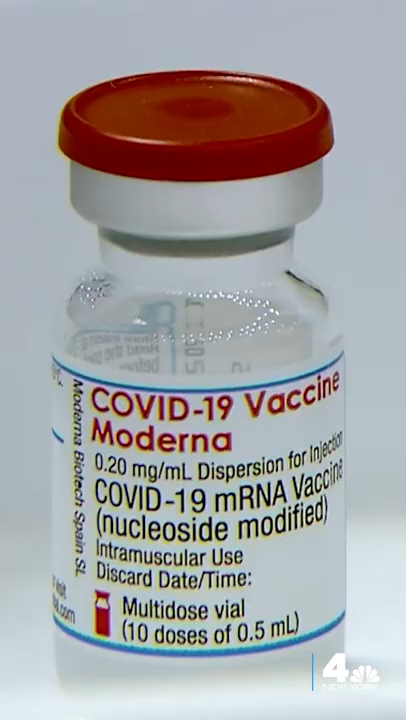 COVID-19 Vaccine
Moderna
0.20 mg/mL Dispersion for Injection
COVID-19 mRNA Vaccine
(nucleoside modified)
Intramuscular Use
Discard Date/Time:
Multidose vial
(10 doses of 0.5 mL)
Moderna Biotech Spain SL
4
NEW YORK